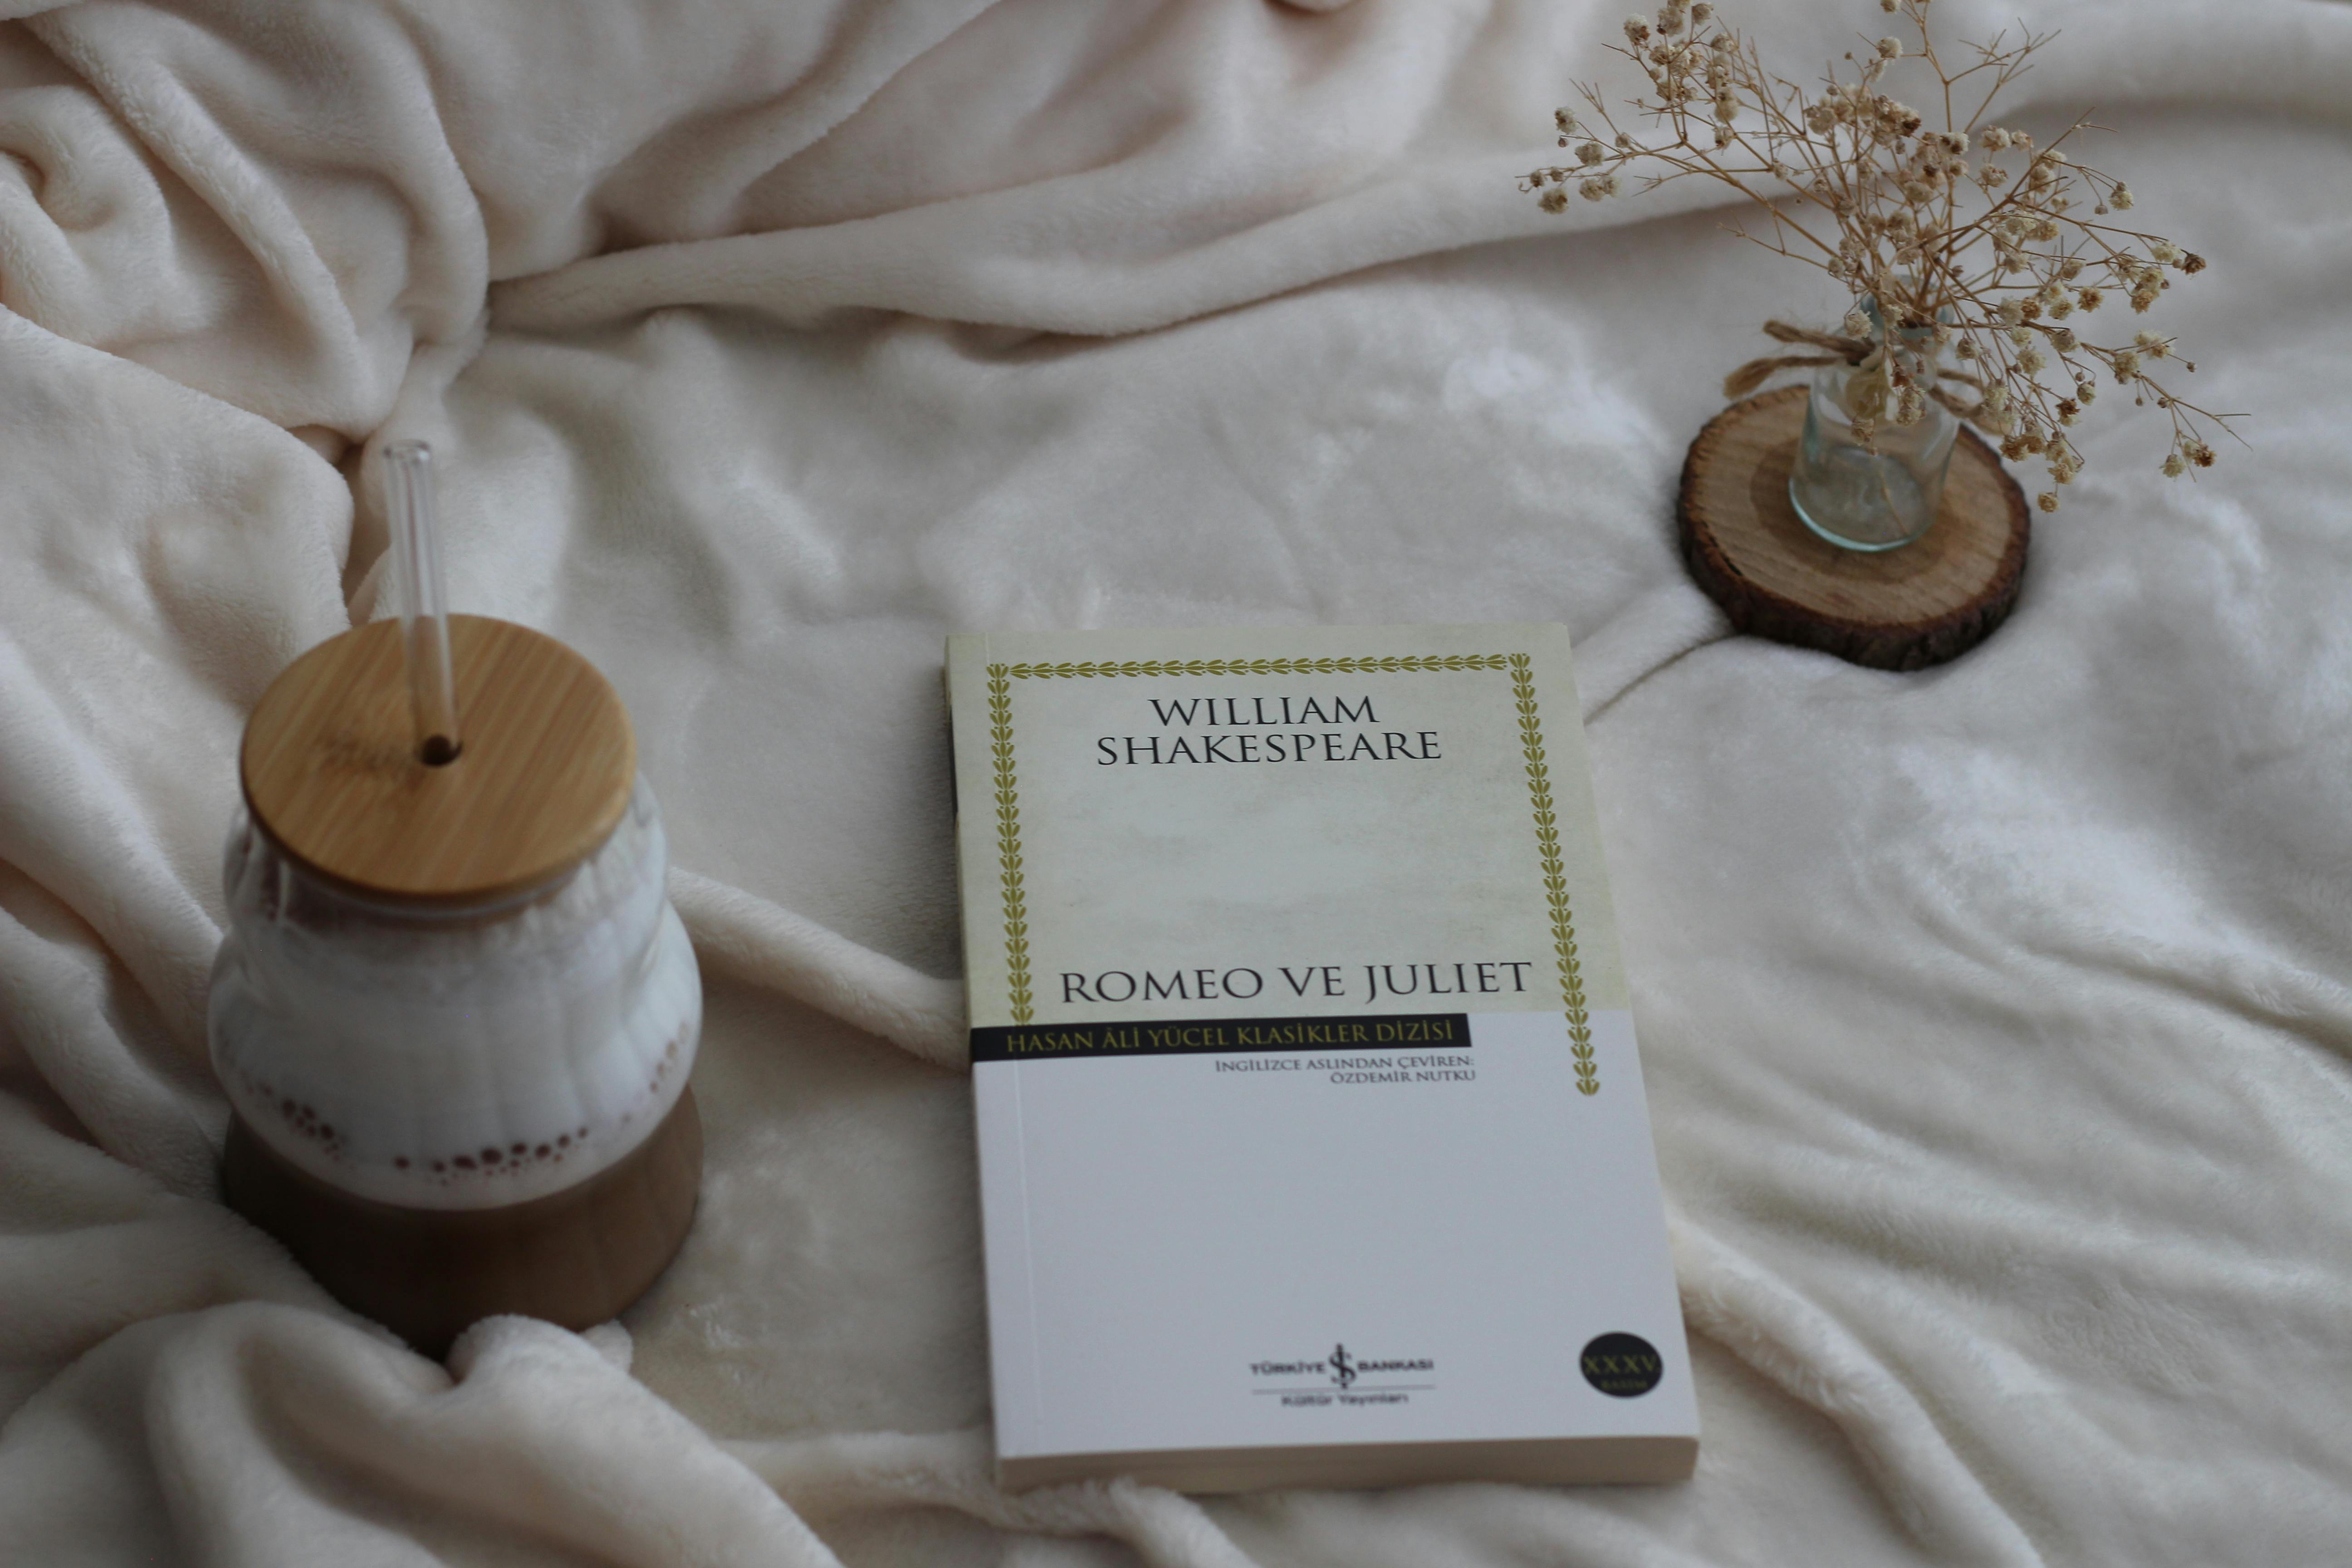 WILLIAM
SHAKESPEARE
ROMEO VE JULIET
HASAN ÂLİ YÜCEL KLASİKLER DİZİSİ
İNGİLİZCE ASLINDAN ÇEVİREN:
ÖZDEMİR NUTKU
TÜRKİYE İŞ BANKASI
Kültür Yayınları
XXXV
BASIM